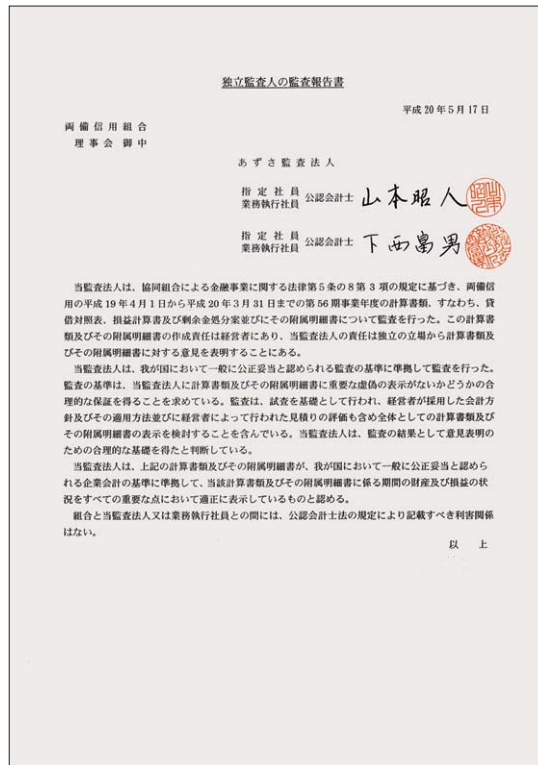 独立監査人の監査報告書
平成 20 年 5 月 17 日
両備信用組合
理事会 御中
あずさ監査法人
指定社員
業務執行社員 公認会計士 山本昭人
指定社員
業務執行社員 公認会計士 下西富男
当監査法人は、協同組合による金融事業に関する法律第 5 条の 8 第 3 項の規定に基づき、両備信
用の平成 19 年 4 月 1 日から平成 20 年 3 月 31 日までの第 56 期事業年度の計算書類、すなわち、貸
借対照表、損益計算書及び剰余金処分案並びにその附属明細書について監査を行った。この計算書
類及びその附属明細書の作成責任は経営者にあり、当監査法人の責任は独立の立場から計算書類及
びその附属明細書に対する意見を表明することにある。
当監査法人は、我が国において一般に公正妥当と認められる監査の基準に準拠して監査を行った。
監査の基準は、当監査法人に計算書類及びその附属明細書に重要な虚偽の表示がないかどうかの合
理的な保証を得ることを求めている。監査は、試査を基礎として行われ、経営者が採用した会計方
針及びその適用方法並びに経営者によって行われた見積りの評価も含め全体としての計算書類及び
その附属明細書の表示を検討することを含んでいる。当監査法人は、監査の結果として意見表明の
ための合理的な基礎を得たと判断している。
当監査法人は、上記の計算書類及びその附属明細書が、我が国において一般に公正妥当と認めら
れる企業会計の基準に準拠して、当該計算書類及びその附属明細書に係る期間の財産及び損益の状
況をすべての重要な点において適正に表示しているものと認める。
組合と当監査法人又は業務執行社員との間には、公認会計士法の規定により記載すべき利害関係
はない。
以 上